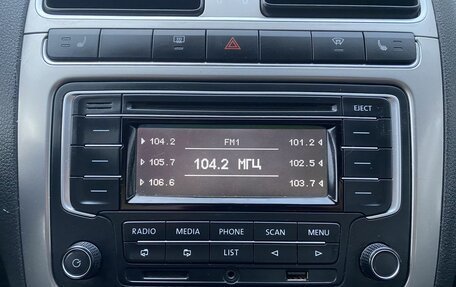 EJECT
104.2 FM1 101.2
105.7 104.2 МГЦ 102.5
106.6 103.7
RADIO MEDIA PHONE SCAN MENU
LIST